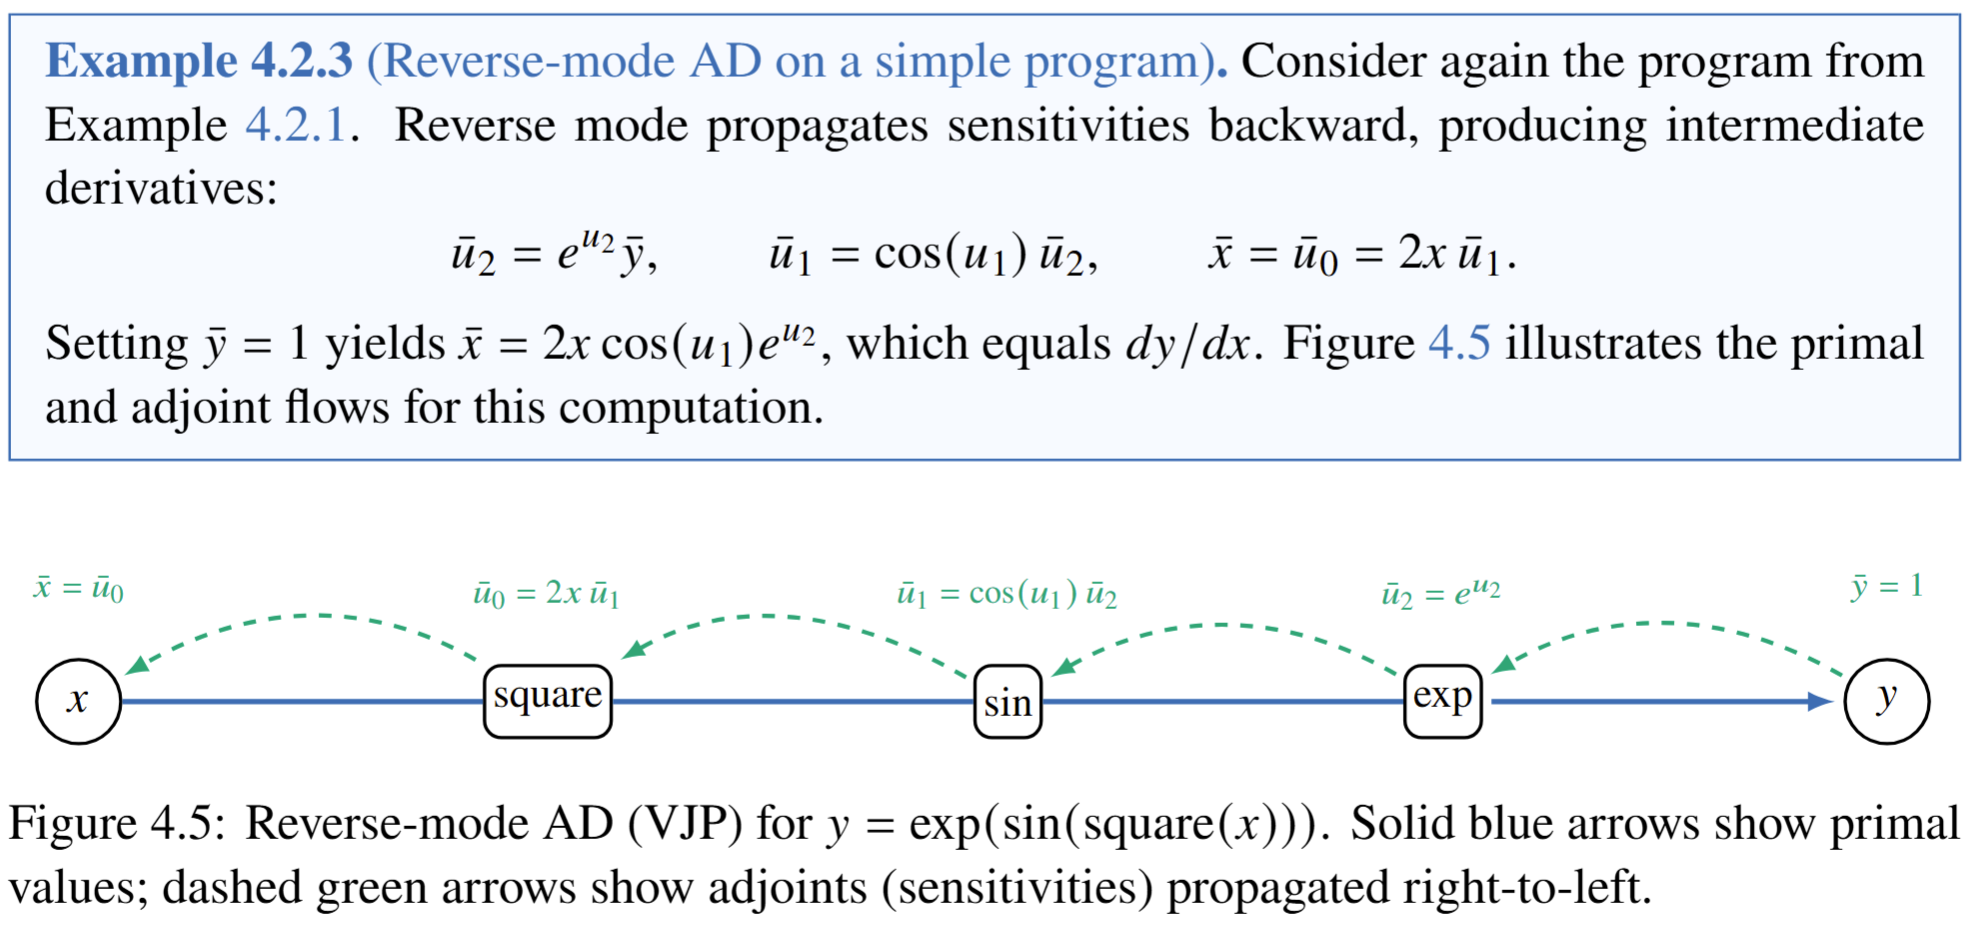 Example 4.2.3 (Reverse-mode AD on a simple program). Consider again the program from
Example 4.2.1. Reverse mode propagates sensitivities backward, producing intermediate
derivatives:
ū₂ = e^{u₂} ȳ, ū₁ = cos(u₁) ū₂, x̄ = ū₀ = 2x ū₁.
Setting ȳ = 1 yields x̄ = 2x cos(u₁)e^{u₂}, which equals dy/dx. Figure 4.5 illustrates the primal
and adjoint flows for this computation.
x̄ = ū₀ ū₀ = 2x ū₁ ū₁ = cos(u₁) ū₂ ū₂ = e^{u₂} ȳ = 1
x square sin exp y
Figure 4.5: Reverse-mode AD (VJP) for y = exp(sin(square(x))). Solid blue arrows show primal
values; dashed green arrows show adjoints (sensitivities) propagated right-to-left.